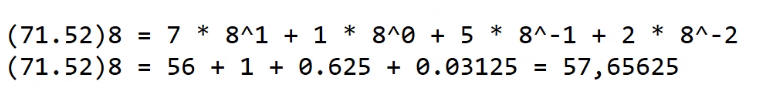 (71.52)8 = 7 * 8^1 + 1 * 8^0 + 5 * 8^-1 + 2 * 8^-2
(71.52)8 = 56 + 1 + 0.625 + 0.03125 = 57,65625